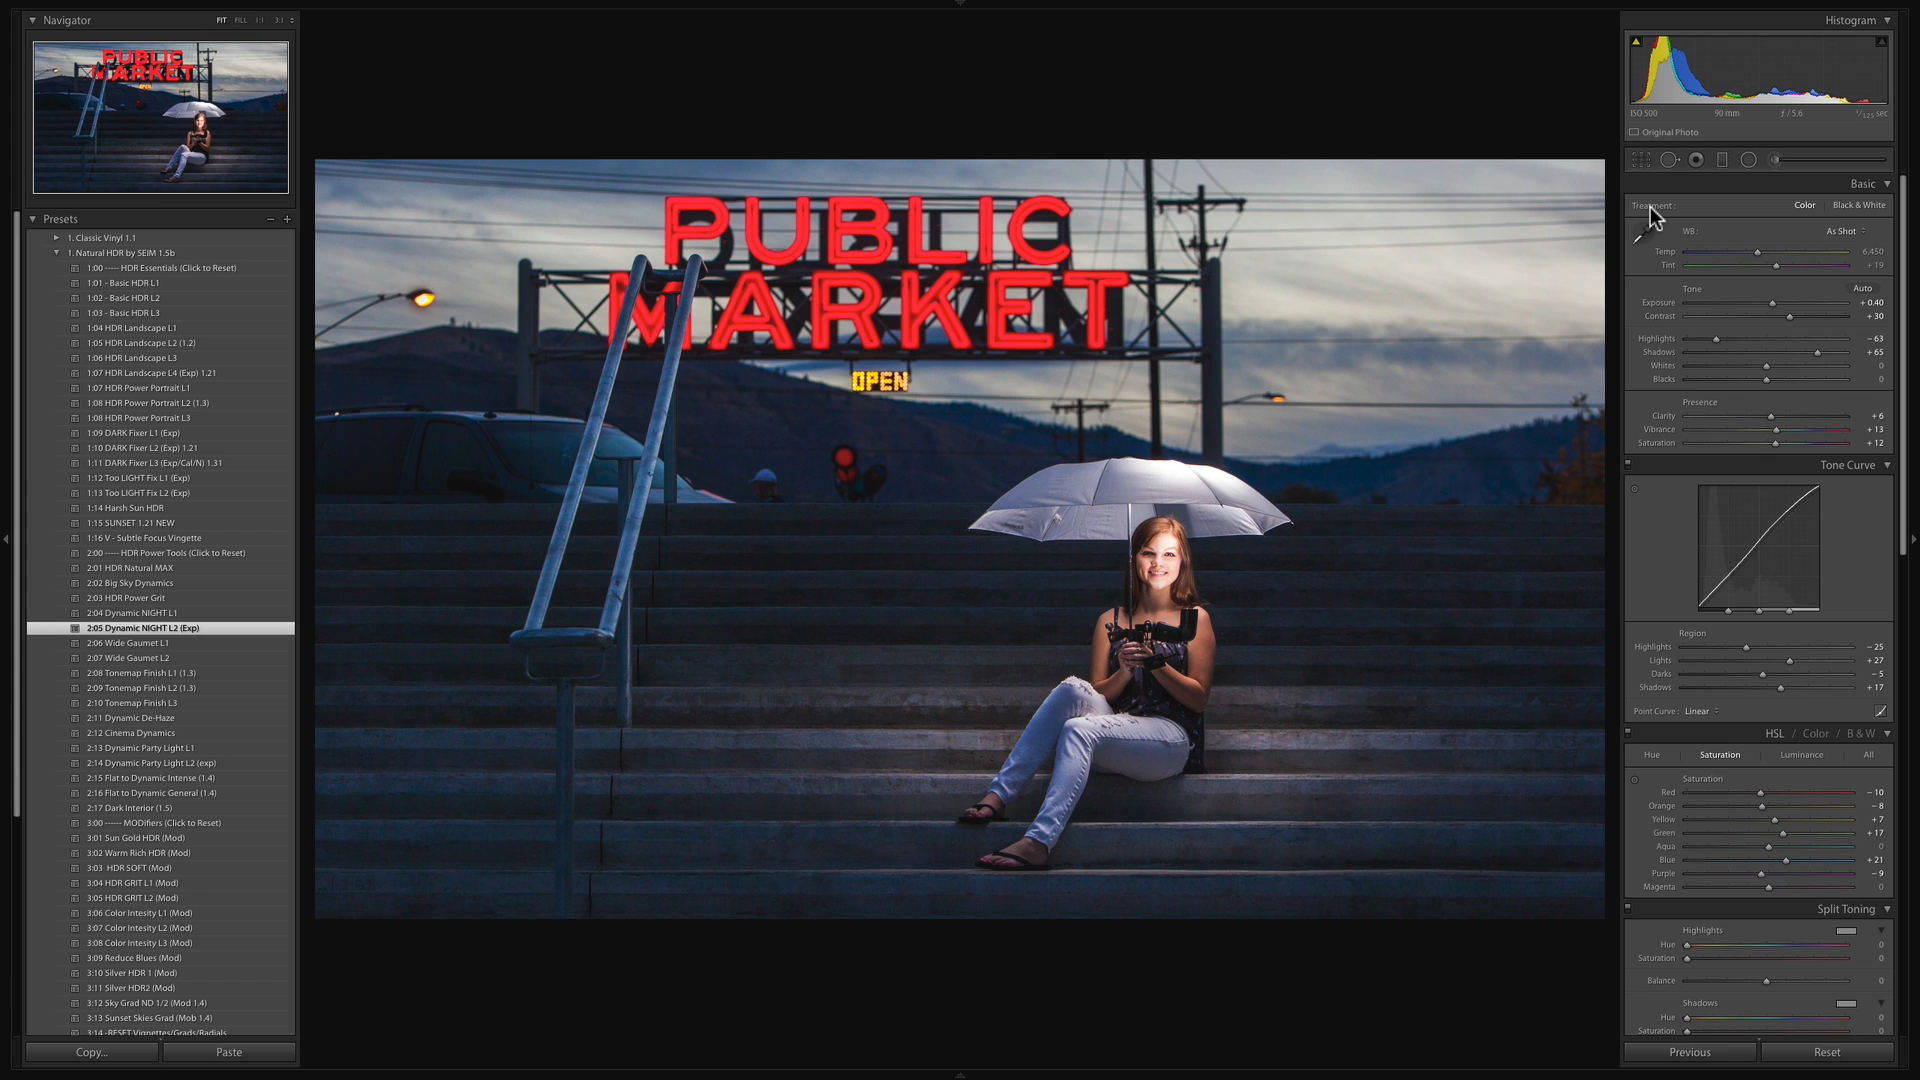 Navigator
FIT FILL 1:1 3:1
PUBLIC
MARKET
OPEN
Presets
1. Classic Vinyl 1.1
1. Natural HDR by SEIM 1.5b
1:00 ----- HDR Essentials (Click to Reset)
1:01 - Basic HDR L1
1:02 - Basic HDR L2
1:03 - Basic HDR L3
1:04 HDR Landscape L1
1:05 HDR Landscape L2 (1.2)
1:06 HDR Landscape L3
1:07 HDR Landscape L4 (Exp) 1.21
1:07 HDR Power Portrait L1
1:08 HDR Power Portrait L2 (1.3)
1:08 HDR Power Portrait L3
1:09 DARK Fixer L1 (Exp)
1:10 DARK Fixer L2 (Exp) 1.21
1:11 DARK Fixer L3 (Exp/Cal/N) 1.31
1:12 Too LIGHT Fix L1 (Exp)
1:13 Too LIGHT Fix L2 (Exp)
1:14 Harsh Sun HDR
1:15 SUNSET 1.21 NEW
1:16 V - Subtle Focus Vingette
2:00 ----- HDR Power Tools (Click to Reset)
2:01 HDR Natural MAX
2:02 Big Sky Dynamics
2:03 HDR Power Grit
2:04 Dynamic NIGHT L1
2:05 Dynamic NIGHT L2 (Exp)
2:06 Wide Gaumet L1
2:07 Wide Gaumet L2
2:08 Tonemap Finish L1 (1.3)
2:09 Tonemap Finish L2 (1.3)
2:10 Tonemap Finish L3
2:11 Dynamic De-Haze
2:12 Cinema Dynamics
2:13 Dynamic Party Light L1
2:14 Dynamic Party Light L2 (exp)
2:15 Flat to Dynamic Intense (1.4)
2:16 Flat to Dynamic General (1.4)
2:17 Dark Interior (1.5)
3:00 ------ MODifiers (Click to Reset)
3:01 Sun Gold HDR (Mod)
3:02 Warm Rich HDR (Mod)
3:03 HDR SOFT (Mod)
3:04 HDR GRIT L1 (Mod)
3:05 HDR GRIT L2 (Mod)
3:06 Color Intesity L1 (Mod)
3:07 Color Intesity L2 (Mod)
3:08 Color Intesity L3 (Mod)
3:09 Reduce Blues (Mod)
3:10 Silver HDR 1 (Mod)
3:11 Silver HDR2 (Mod)
3:12 Sky Grad ND 1/2 (Mod 1.4)
3:13 Sunset Skies Grad (Mob 1.4)
3:14 -RESET Vignettes/Grads/Radials
Copy... Paste
PUBLIC
MARKET
OPEN
Histogram
ISO 500 90 mm ƒ / 5.6 1/125 sec
Original Photo
Basic
Treatment : Color Black & White
WB : As Shot
Temp 6,450
Tint + 19
Tone Auto
Exposure + 0.40
Contrast + 30
Highlights - 63
Shadows + 65
Whites 0
Blacks 0
Presence
Clarity + 6
Vibrance + 13
Saturation + 12
Tone Curve
Region
Highlights - 25
Lights + 27
Darks - 5
Shadows + 17
Point Curve : Linear
HSL / Color / B & W
Hue Saturation Luminance All
Saturation
Red - 10
Orange - 8
Yellow + 7
Green + 17
Aqua 0
Blue + 21
Purple - 9
Magenta 0
Split Toning
Highlights
Hue 0
Saturation 0
Balance 0
Shadows
Hue 0
Saturation 0
Previous Reset